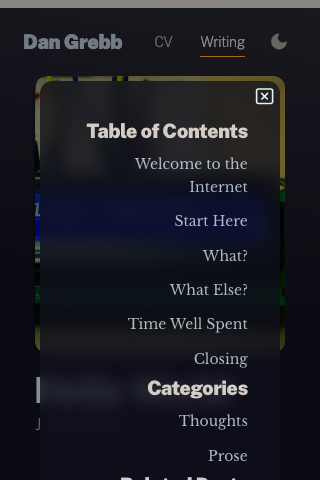 Dan Grebb
CV
Writing
Table of Contents
Welcome to the
Internet
Start Here
What?
What Else?
Time Well Spent
Closing
Categories
Thoughts
Prose